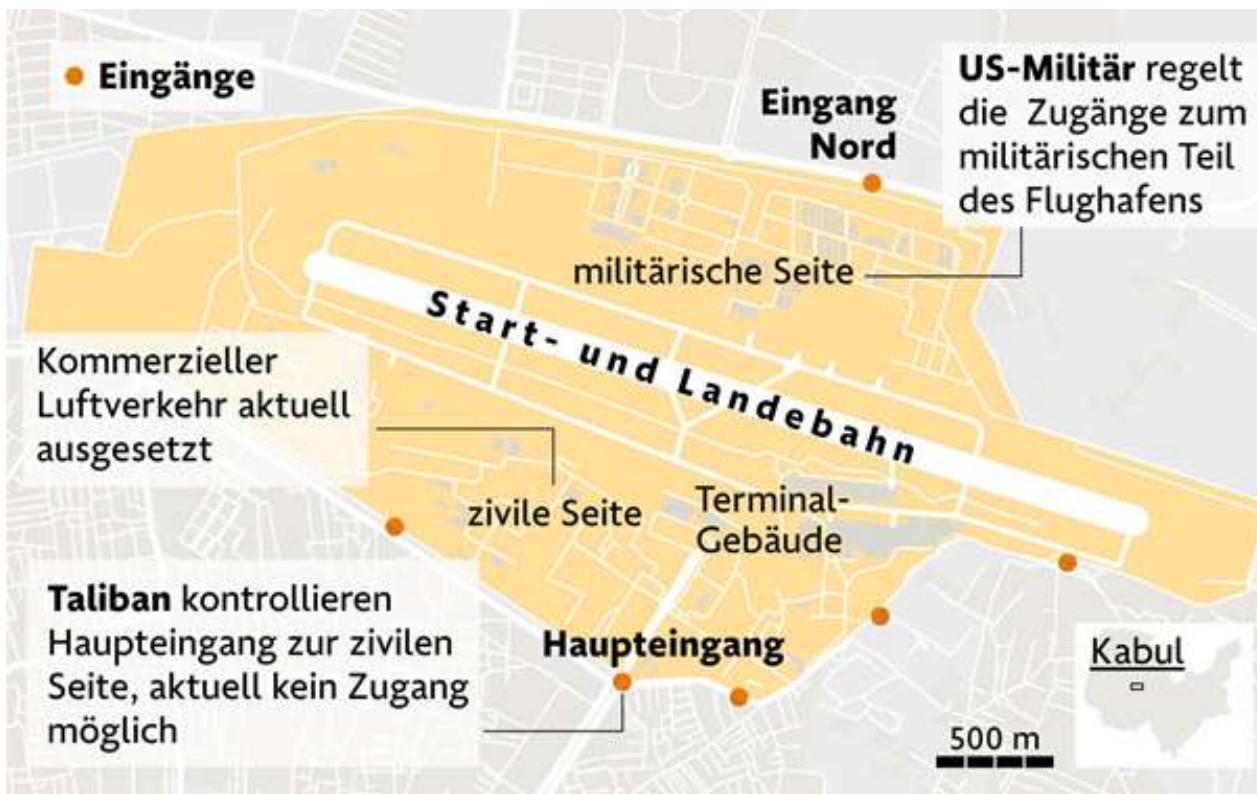 Eingänge
Eingang
Nord
US-Militär regelt
die Zugänge zum
militärischen Teil
des Flughafens
militärische Seite
Start- und Landebahn
Kommerzieller
Luftverkehr aktuell
ausgesetzt
zivile Seite
Terminal-
Gebäude
Taliban kontrollieren
Haupteingang zur zivilen
Seite, aktuell kein Zugang
möglich
Haupteingang
Kabul
500 m